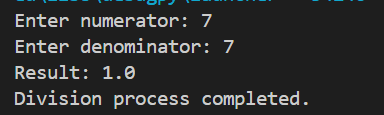 Enter numerator: 7
Enter denominator: 7
Result: 1.0
Division process completed.